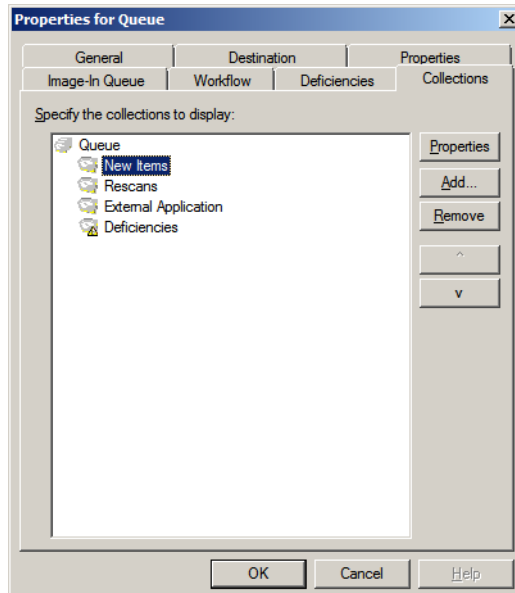 Properties for Queue
General Destination Properties
Image-In Queue Workflow Deficiencies Collections
Specify the collections to display:
Queue
New Items
Rescans
External Application
Deficiencies
Properties
Add...
Remove
^
v
OK Cancel Help